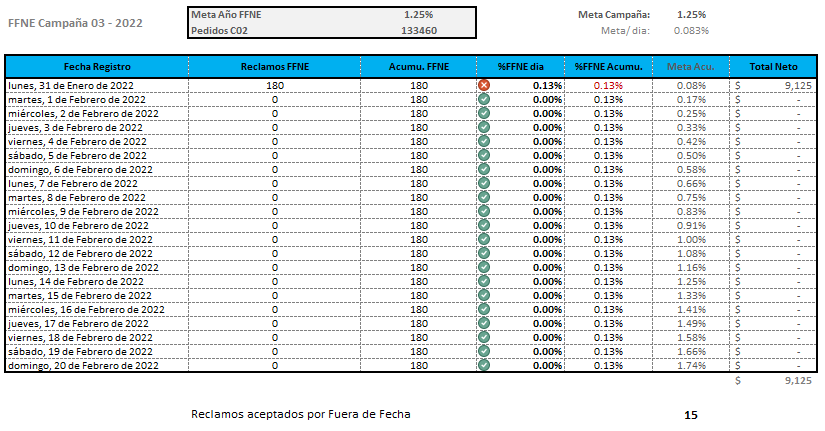 FFNE Campaña 03 - 2022
Meta Año FFNE 1.25%
Pedidos C02 133460
Meta Campaña: 1.25%
Meta/ dia: 0.083%
Fecha Registro Reclamos FFNE Acumu. FFNE %FFNE dia %FFNE Acumu. Meta Acu. Total Neto
lunes, 31 de Enero de 2022 180 180 0.13% 0.13% 0.08% $ 9,125
martes, 1 de Febrero de 2022 0 180 0.00% 0.13% 0.17% $ -
miércoles, 2 de Febrero de 2022 0 180 0.00% 0.13% 0.25% $ -
jueves, 3 de Febrero de 2022 0 180 0.00% 0.13% 0.33% $ -
viernes, 4 de Febrero de 2022 0 180 0.00% 0.13% 0.42% $ -
sábado, 5 de Febrero de 2022 0 180 0.00% 0.13% 0.50% $ -
domingo, 6 de Febrero de 2022 0 180 0.00% 0.13% 0.58% $ -
lunes, 7 de Febrero de 2022 0 180 0.00% 0.13% 0.66% $ -
martes, 8 de Febrero de 2022 0 180 0.00% 0.13% 0.75% $ -
miércoles, 9 de Febrero de 2022 0 180 0.00% 0.13% 0.83% $ -
jueves, 10 de Febrero de 2022 0 180 0.00% 0.13% 0.91% $ -
viernes, 11 de Febrero de 2022 0 180 0.00% 0.13% 1.00% $ -
sábado, 12 de Febrero de 2022 0 180 0.00% 0.13% 1.08% $ -
domingo, 13 de Febrero de 2022 0 180 0.00% 0.13% 1.16% $ -
lunes, 14 de Febrero de 2022 0 180 0.00% 0.13% 1.25% $ -
martes, 15 de Febrero de 2022 0 180 0.00% 0.13% 1.33% $ -
miércoles, 16 de Febrero de 2022 0 180 0.00% 0.13% 1.41% $ -
jueves, 17 de Febrero de 2022 0 180 0.00% 0.13% 1.49% $ -
viernes, 18 de Febrero de 2022 0 180 0.00% 0.13% 1.58% $ -
sábado, 19 de Febrero de 2022 0 180 0.00% 0.13% 1.66% $ -
domingo, 20 de Febrero de 2022 0 180 0.00% 0.13% 1.74% $ -
$ 9,125
Reclamos aceptados por Fuera de Fecha 15